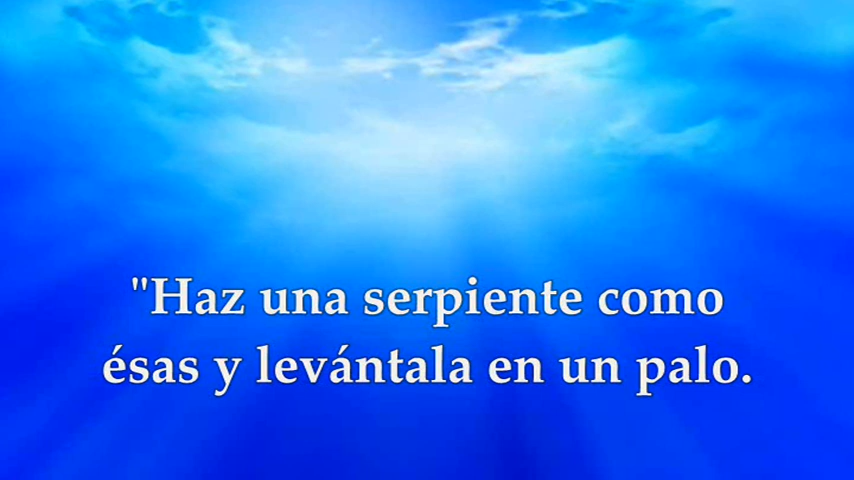 "Haz una serpiente como
ésas y levántala en un palo.